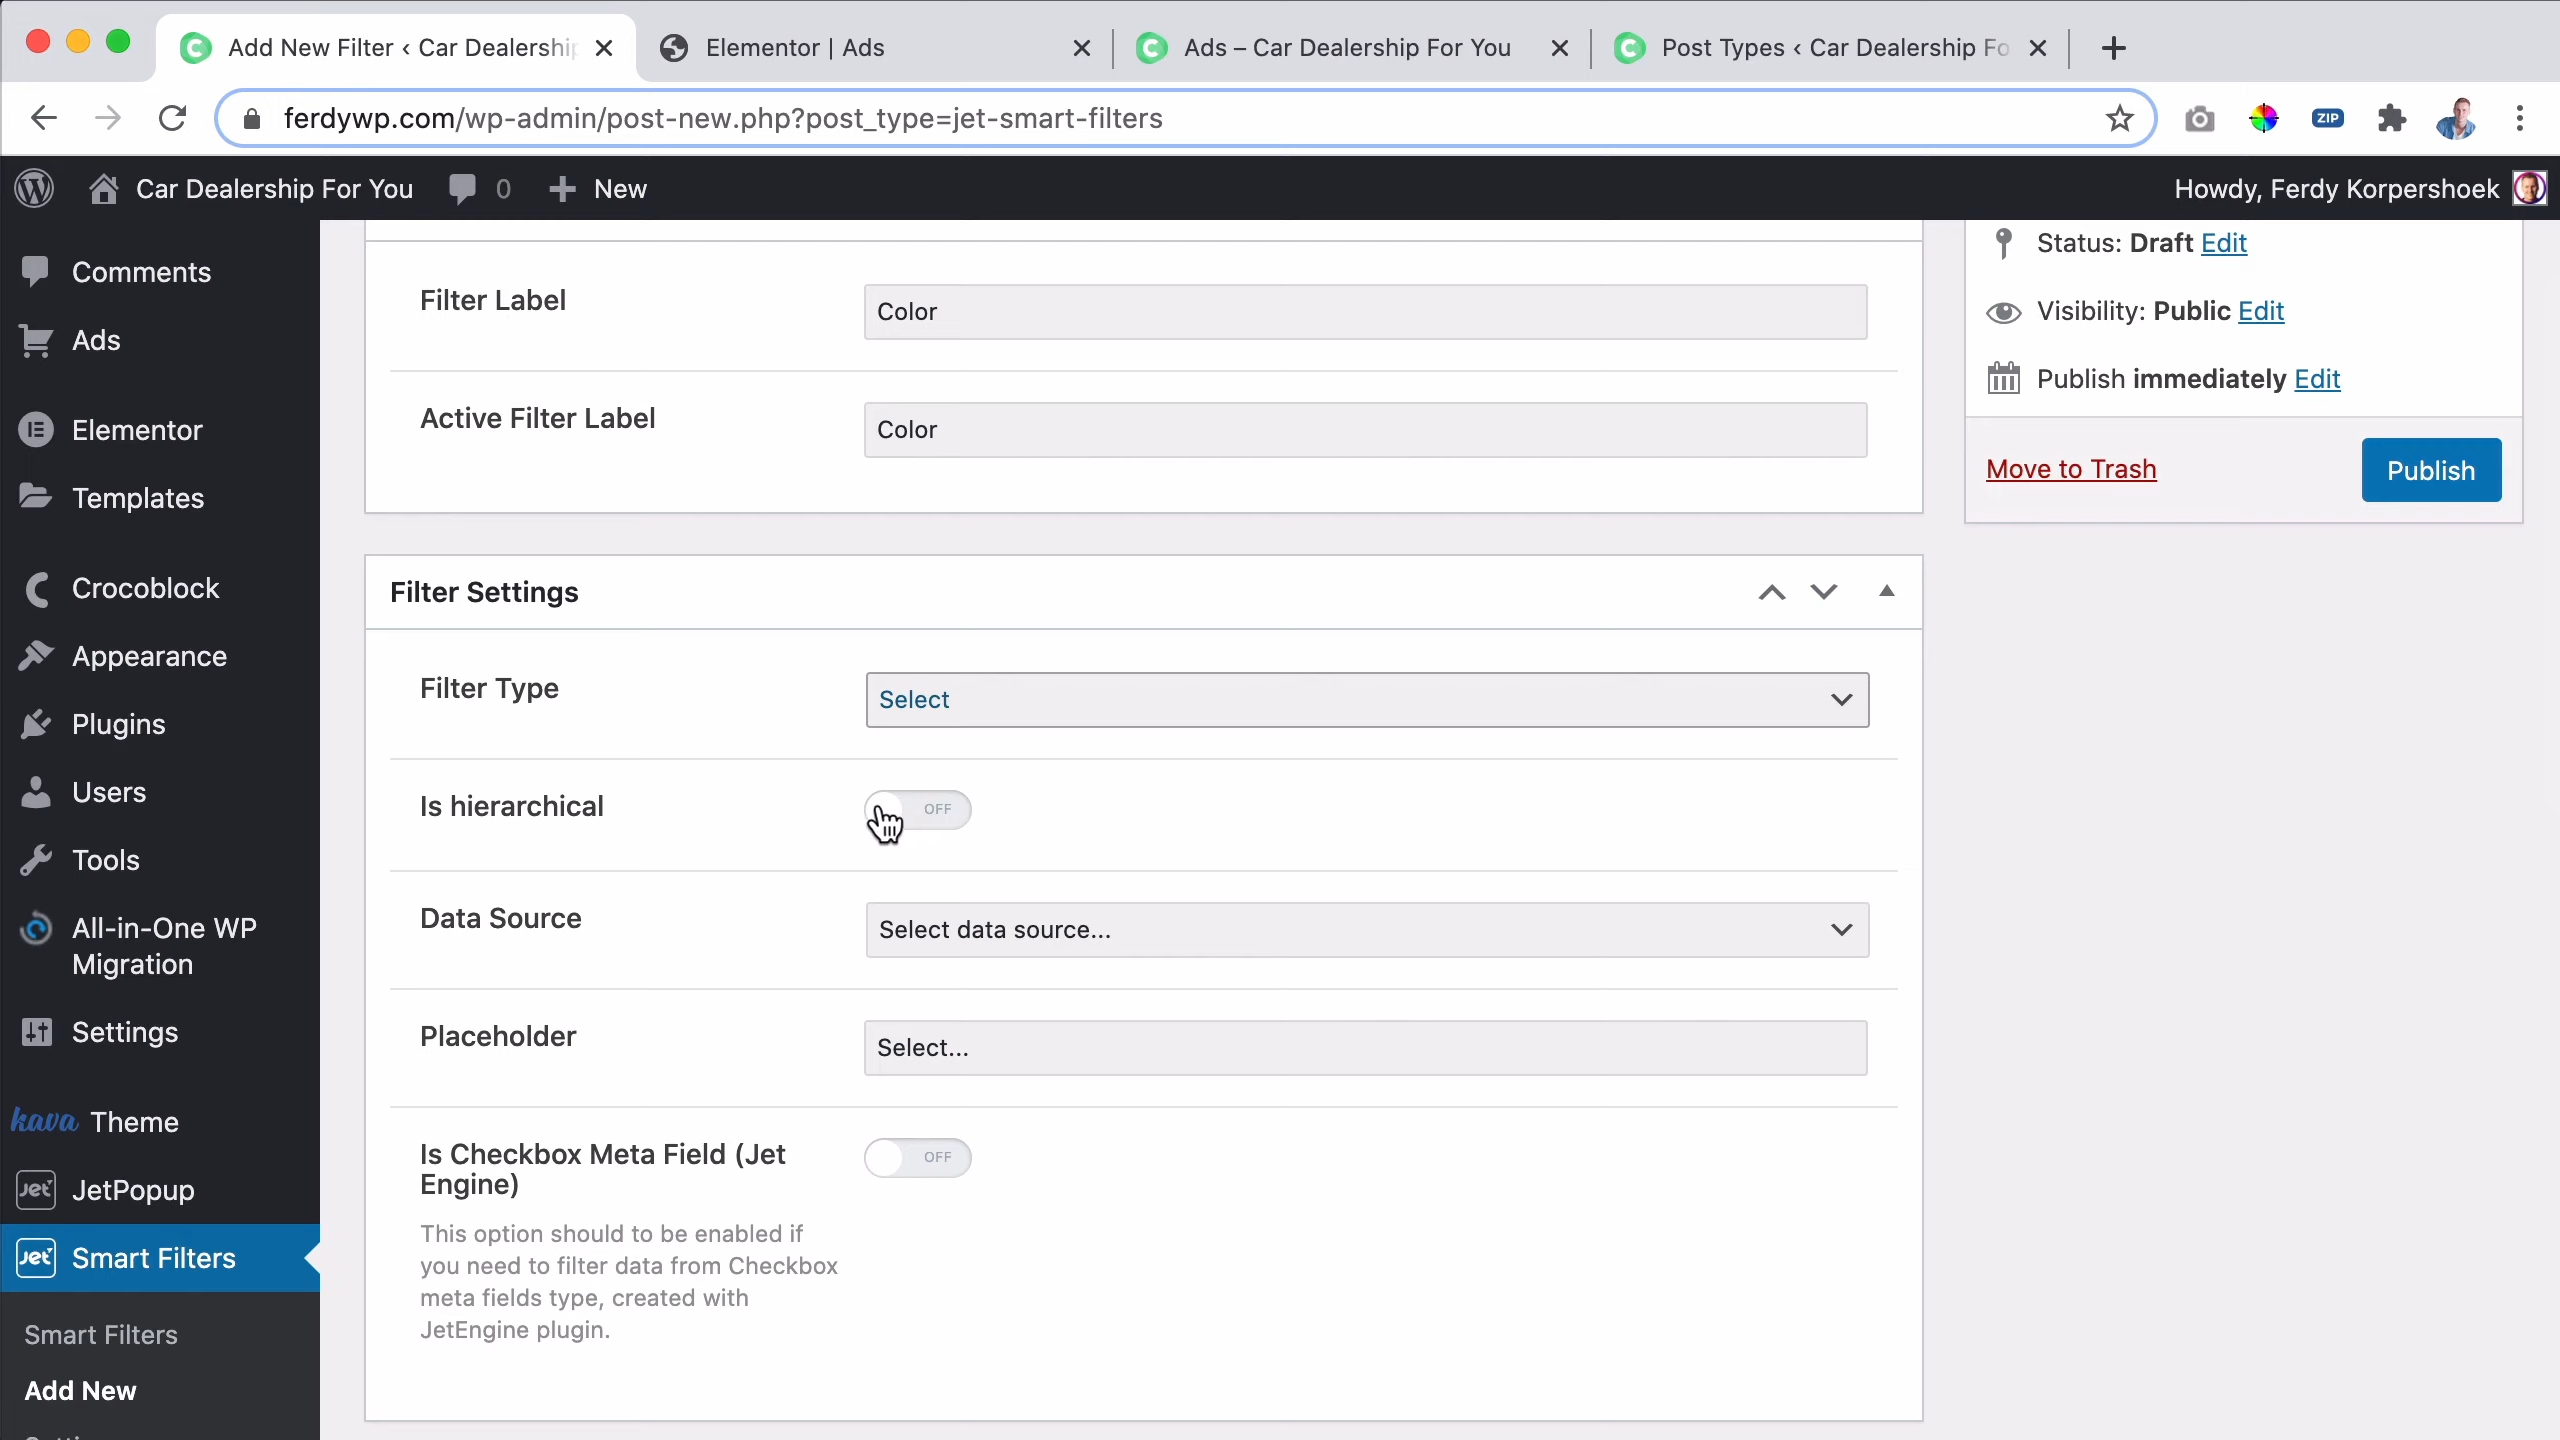 Add New Filter ‹ Car Dealership
Elementor | Ads
Ads – Car Dealership For You
Post Types ‹ Car Dealership Fo
ferdywp.com/wp-admin/post-new.php?post_type=jet-smart-filters
ZIP
Car Dealership For You
0
New
Howdy, Ferdy Korpershoek
Comments
Ads
Elementor
Templates
Crocoblock
Appearance
Plugins
Users
Tools
All-in-One WP
Migration
Settings
kava Theme
Jet JetPopup
Jet Smart Filters
Smart Filters
Add New
Filter Label
Color
Active Filter Label
Color
Filter Settings
Filter Type
Select
Is hierarchical
OFF
Data Source
Select data source...
Placeholder
Select...
Is Checkbox Meta Field (Jet
Engine)
OFF
This option should to be enabled if
you need to filter data from Checkbox
meta fields type, created with
JetEngine plugin.
Status: Draft Edit
Visibility: Public Edit
Publish immediately Edit
Move to Trash
Publish